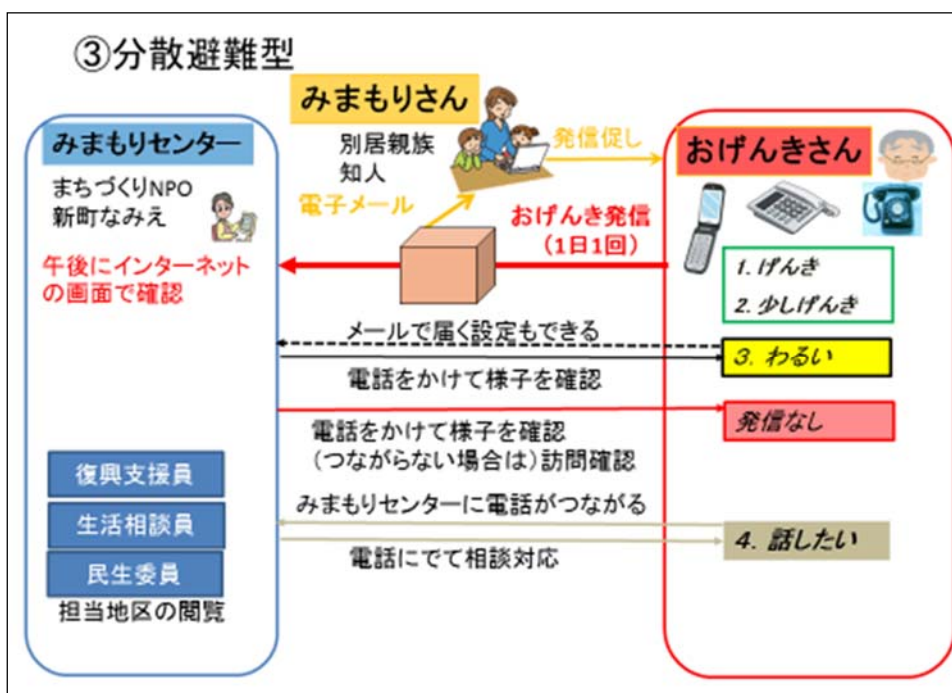 ③分散避難型
みまもりさん
別居親族
知人
発信促し
電子メール
みまもりセンター
まちづくりNPO
新町なみえ
午後にインターネット
の画面で確認
おげんきさん
おげんき発信
(1日1回)
1. げんき
2. 少しげんき
メールで届く設定もできる
3. わるい
電話をかけて様子を確認
発信なし
電話をかけて様子を確認
(つながらない場合は)訪問確認
みまもりセンターに電話がつながる
4. 話したい
電話にでて相談対応
復興支援員
生活相談員
民生委員
担当地区の閲覧